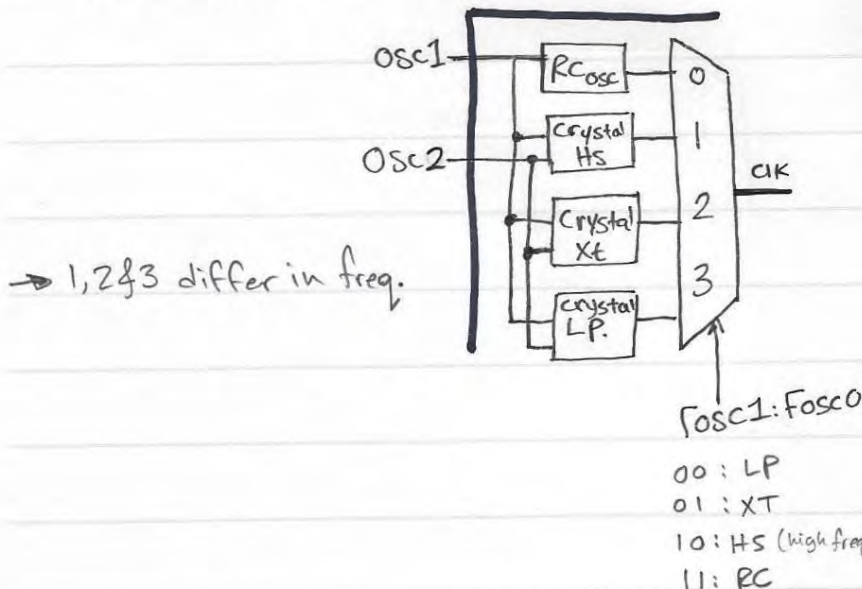 OSC1
RCosc
0
Crystal
HS
1
OSC2
CLK
Crystal
Xt
2
→ 1,2&3 differ in freq.
3
crystal
LP.
Fosc1:Fosc0
00: LP
01: XT
10: HS (high freq
11: RC